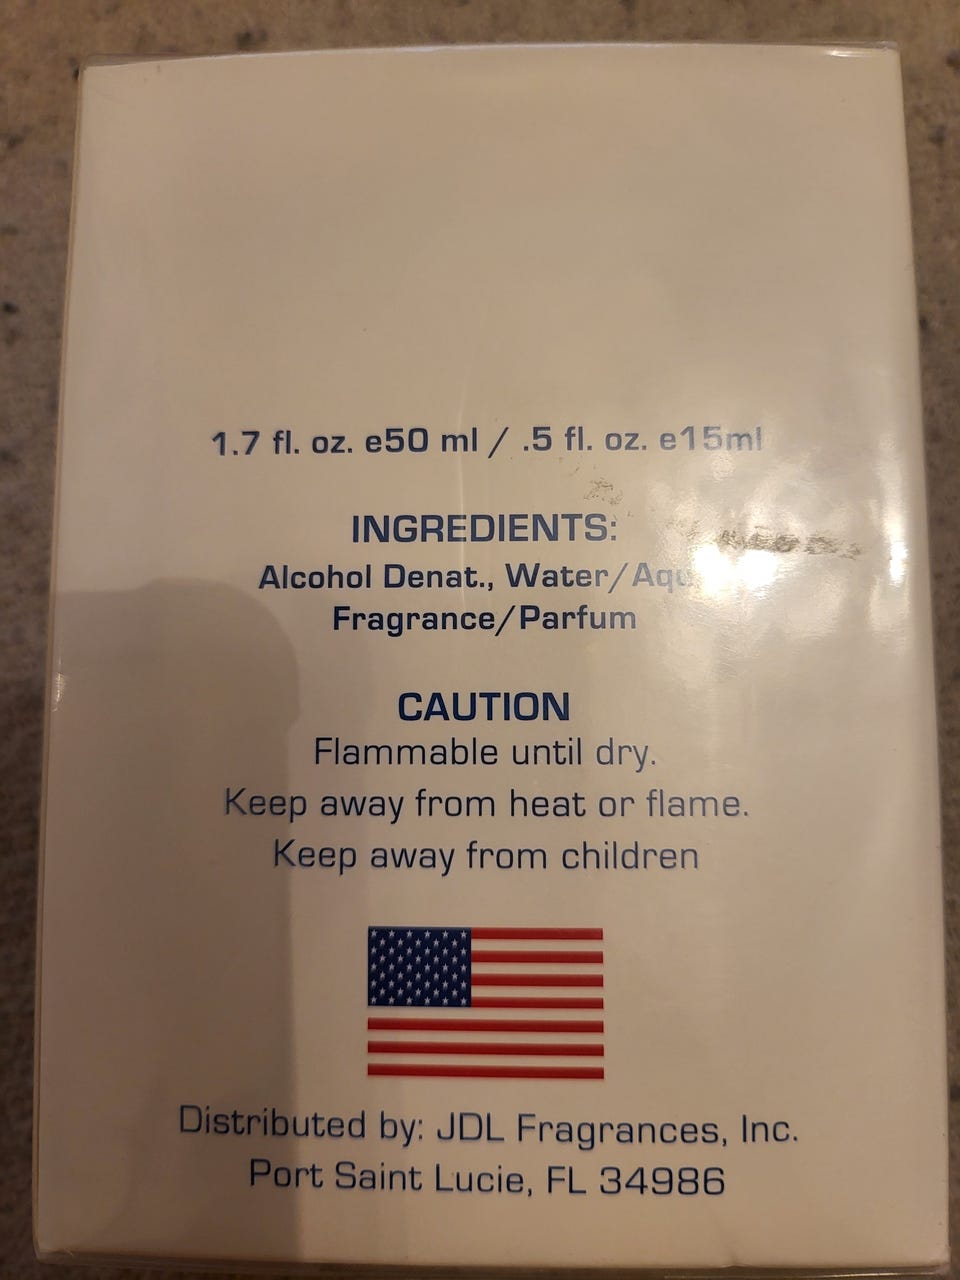 1.7 fl. oz. e50 ml / .5 fl. oz. e15ml
INGREDIENTS:
Alcohol Denat., Water/Aqu
Fragrance/Parfum
CAUTION
Flammable until dry.
Keep away from heat or flame.
Keep away from children
Distributed by: JDL Fragrances, Inc.
Port Saint Lucie, FL 34986